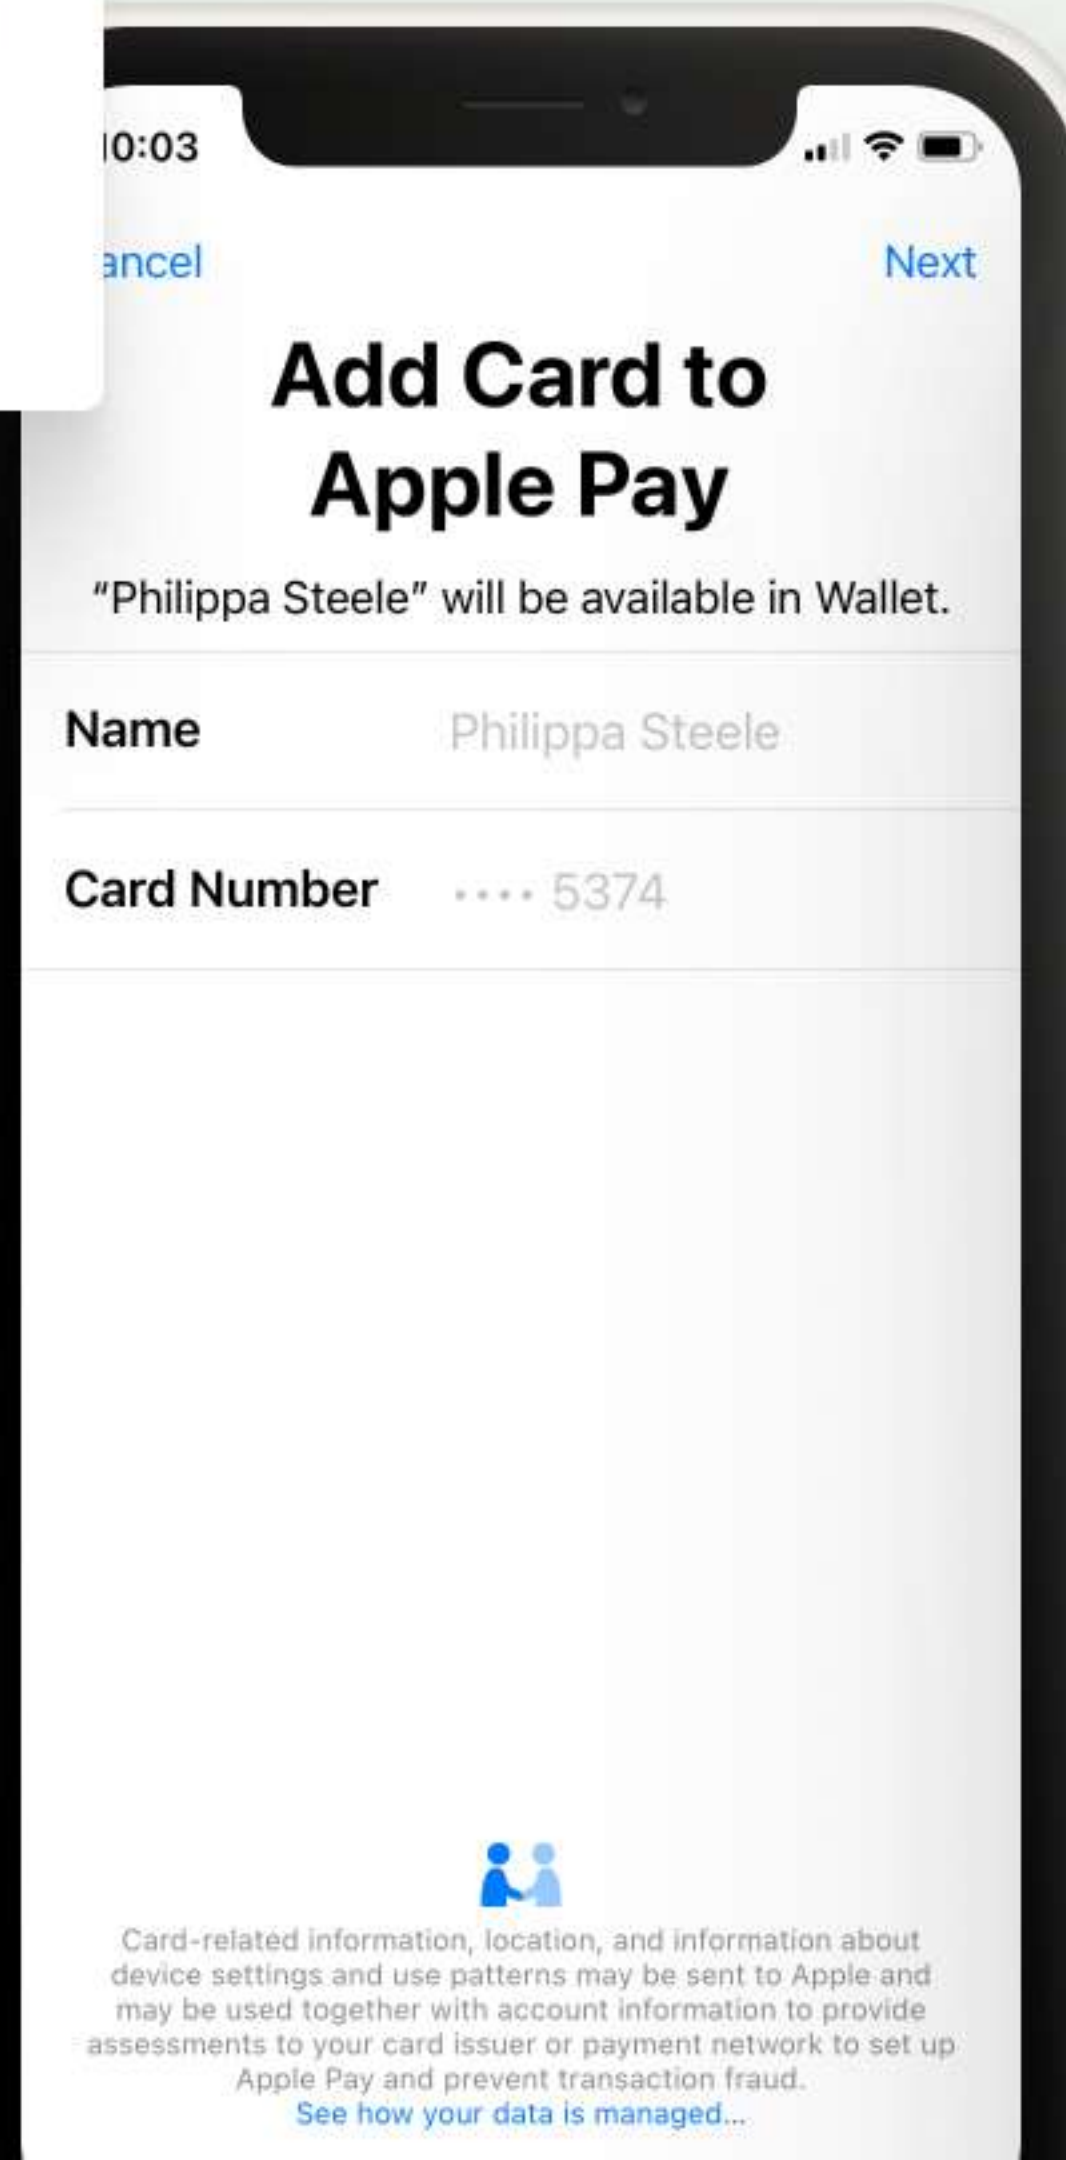 10:03
ancel
Next
Add Card to
Apple Pay
“Philippa Steele” will be available in Wallet.
Name
Philippa Steele
Card Number
•••• 5374
Card-related information, location, and information about
device settings and use patterns may be sent to Apple and
may be used together with account information to provide
assessments to your card issuer or payment network to set up
Apple Pay and prevent transaction fraud.
See how your data is managed...